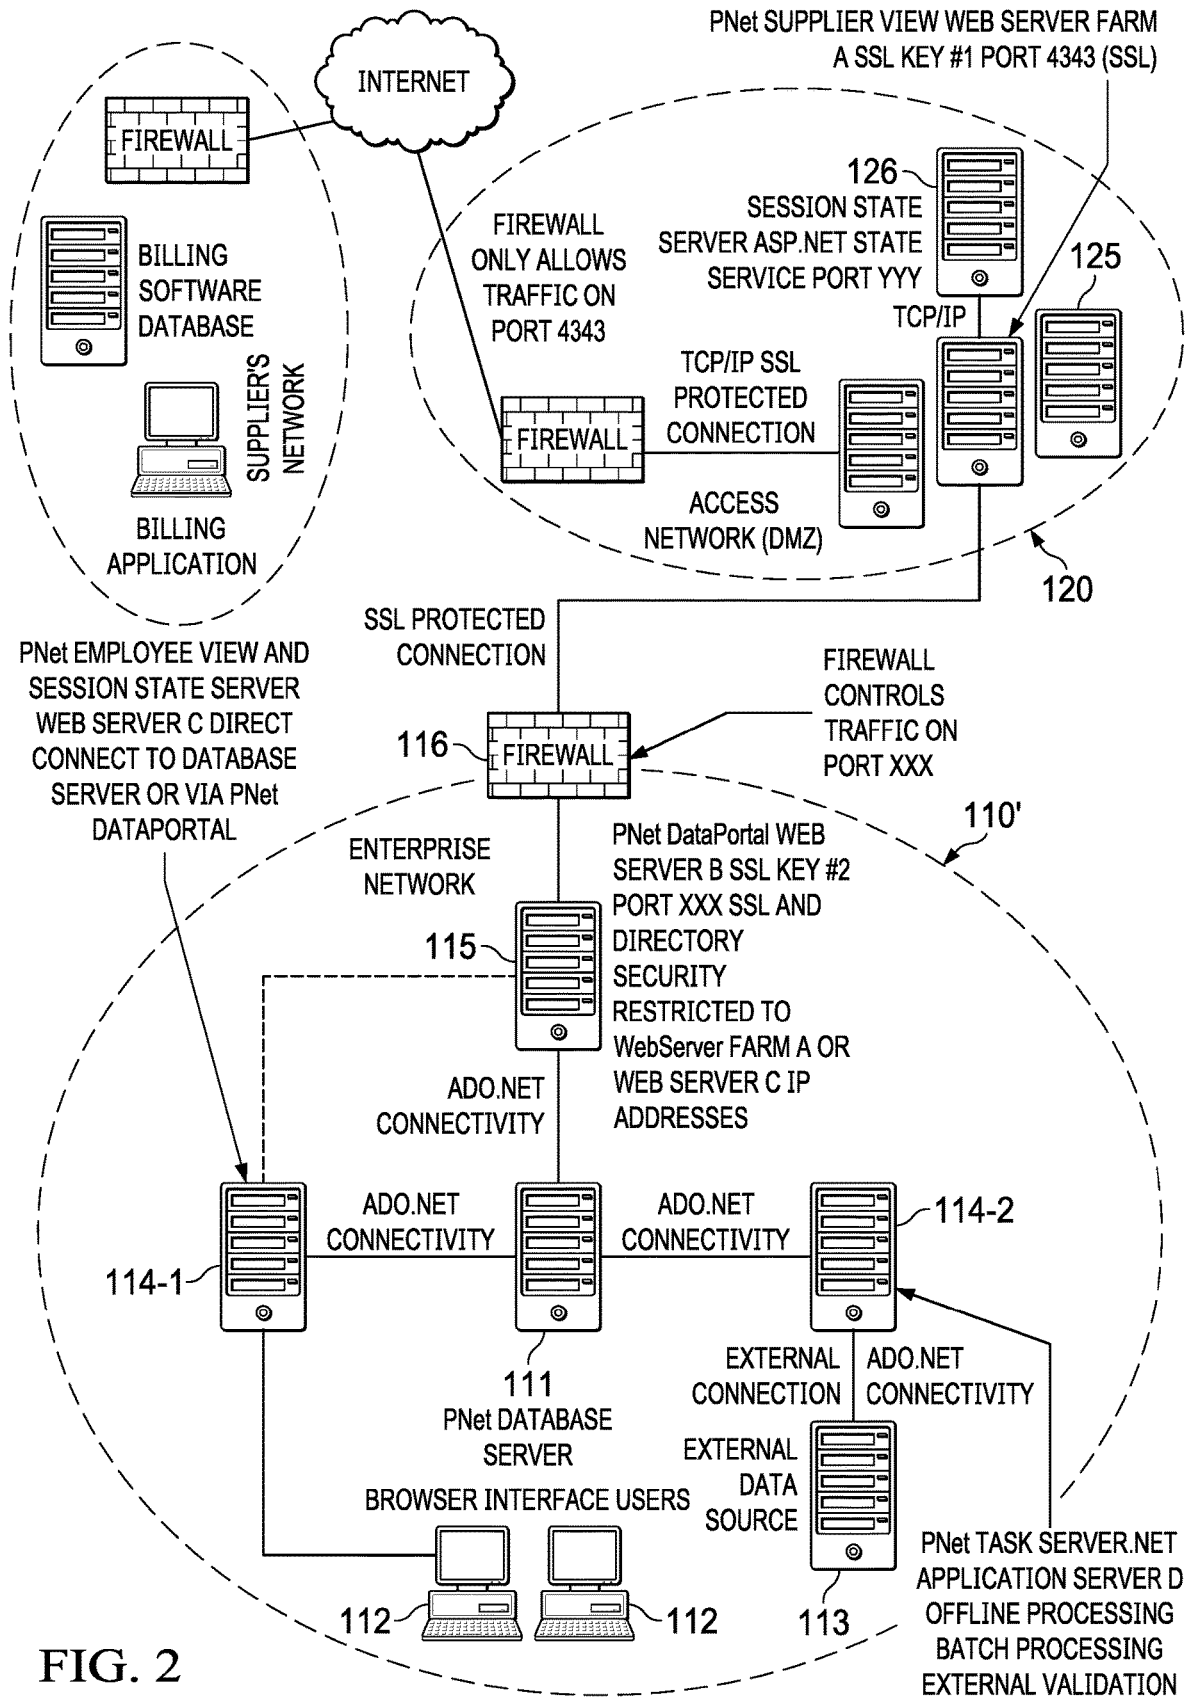 PNet SUPPLIER VIEW WEB SERVER FARM
A SSL KEY #1 PORT 4343 (SSL)
INTERNET
FIREWALL
BILLING
SOFTWARE
DATABASE
SUPPLIER'S
NETWORK
BILLING
APPLICATION
FIREWALL
ONLY ALLOWS
TRAFFIC ON
PORT 4343
126
SESSION STATE
SERVER ASP.NET STATE
SERVICE PORT YYY
125
TCP/IP
TCP/IP SSL
PROTECTED
CONNECTION
FIREWALL
ACCESS
NETWORK (DMZ)
120
SSL PROTECTED
CONNECTION
PNet EMPLOYEE VIEW AND
SESSION STATE SERVER
WEB SERVER C DIRECT
CONNECT TO DATABASE
SERVER OR VIA PNet
DATAPORTAL
FIREWALL
CONTROLS
TRAFFIC ON
PORT XXX
116
FIREWALL
110'
ENTERPRISE
NETWORK
PNet DataPortal WEB
SERVER B SSL KEY #2
PORT XXX SSL AND
DIRECTORY
SECURITY
RESTRICTED TO
WebServer FARM A OR
WEB SERVER C IP
ADDRESSES
115
ADO.NET
CONNECTIVITY
ADO.NET
CONNECTIVITY
ADO.NET
CONNECTIVITY
114-2
114-1
111
PNet DATABASE
SERVER
EXTERNAL
CONNECTION
ADO.NET
CONNECTIVITY
EXTERNAL
DATA
SOURCE
113
BROWSER INTERFACE USERS
112
112
PNet TASK SERVER.NET
APPLICATION SERVER D
OFFLINE PROCESSING
BATCH PROCESSING
EXTERNAL VALIDATION
FIG. 2